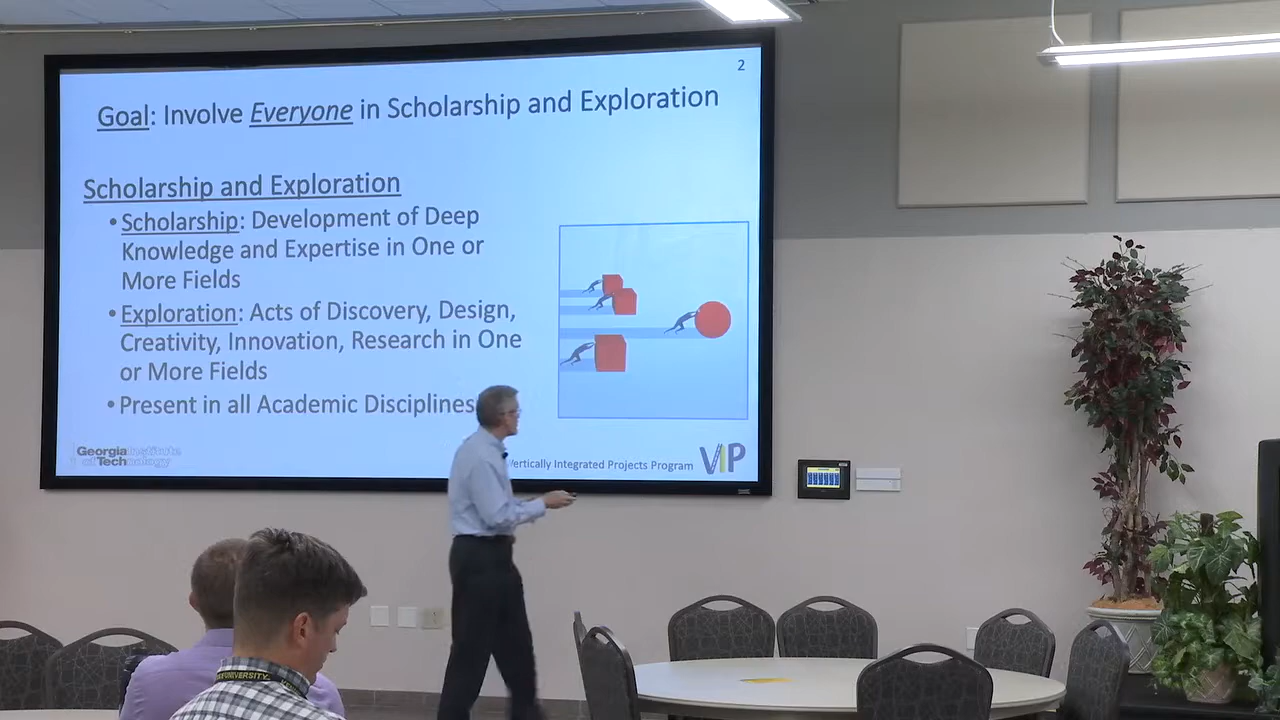 2
Goal: Involve Everyone in Scholarship and Exploration
Scholarship and Exploration
•Scholarship: Development of Deep
Knowledge and Expertise in One or
More Fields
•Exploration: Acts of Discovery, Design,
Creativity, Innovation, Research in One
or More Fields
•Present in all Academic Disciplines
Georgia Institute
of Technology
Vertically Integrated Projects Program
VIP
UNIVERSITY